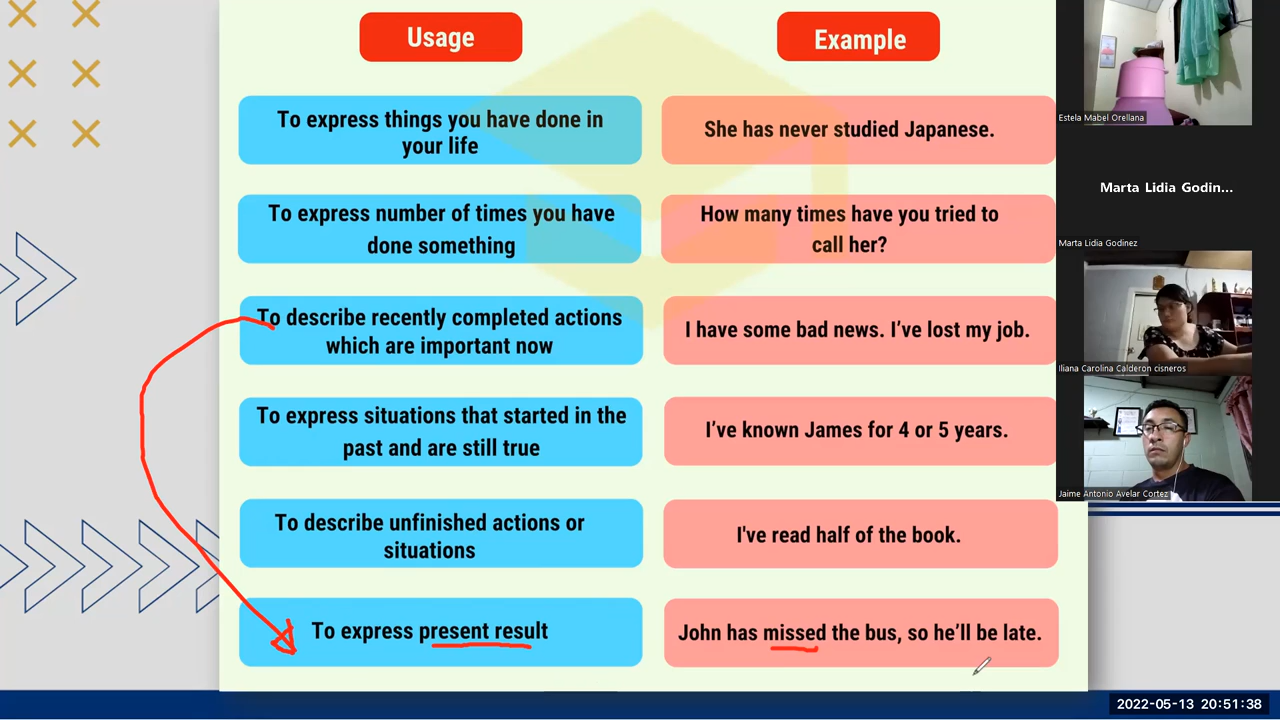 Usage
Example
To express things you have done in
your life
She has never studied Japanese.
To express number of times you have
done something
How many times have you tried to
call her?
To describe recently completed actions
which are important now
I have some bad news. I’ve lost my job.
To express situations that started in the
past and are still true
I’ve known James for 4 or 5 years.
To describe unfinished actions or
situations
I've read half of the book.
To express present result
John has missed the bus, so he’ll be late.
Estela Mabel Orellana
Marta Lidia Godin...
Marta Lidia Godinez
Iliana Carolina Calderon cisneros
Jaime Antonio Avelar Cortez
2022-05-13 20:51:38